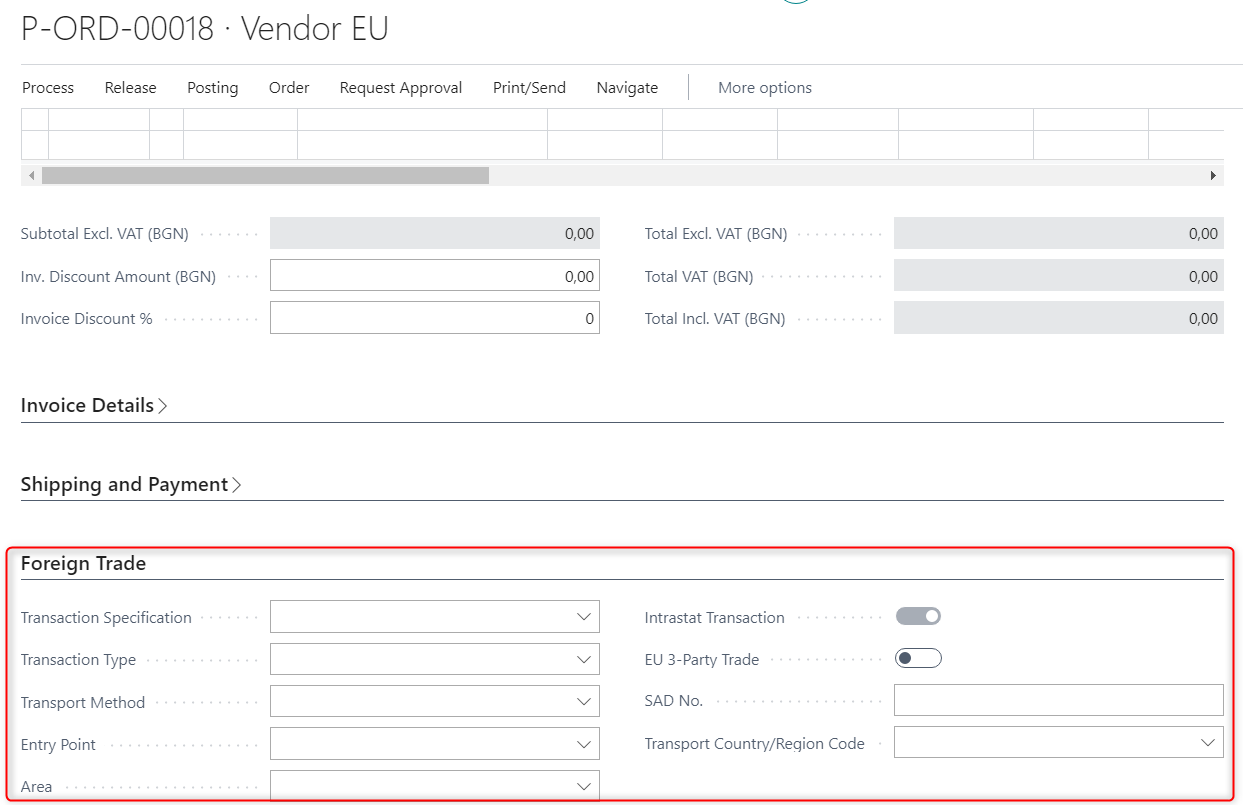 P-ORD-00018 · Vendor EU
Process Release Posting Order Request Approval Print/Send Navigate More options
Subtotal Excl. VAT (BGN) 0,00 Total Excl. VAT (BGN) 0,00
Inv. Discount Amount (BGN) 0,00 Total VAT (BGN) 0,00
Invoice Discount % 0 Total Incl. VAT (BGN) 0,00
Invoice Details
Shipping and Payment
Foreign Trade
Transaction Specification Intrastat Transaction
Transaction Type EU 3-Party Trade
Transport Method SAD No.
Entry Point Transport Country/Region Code
Area